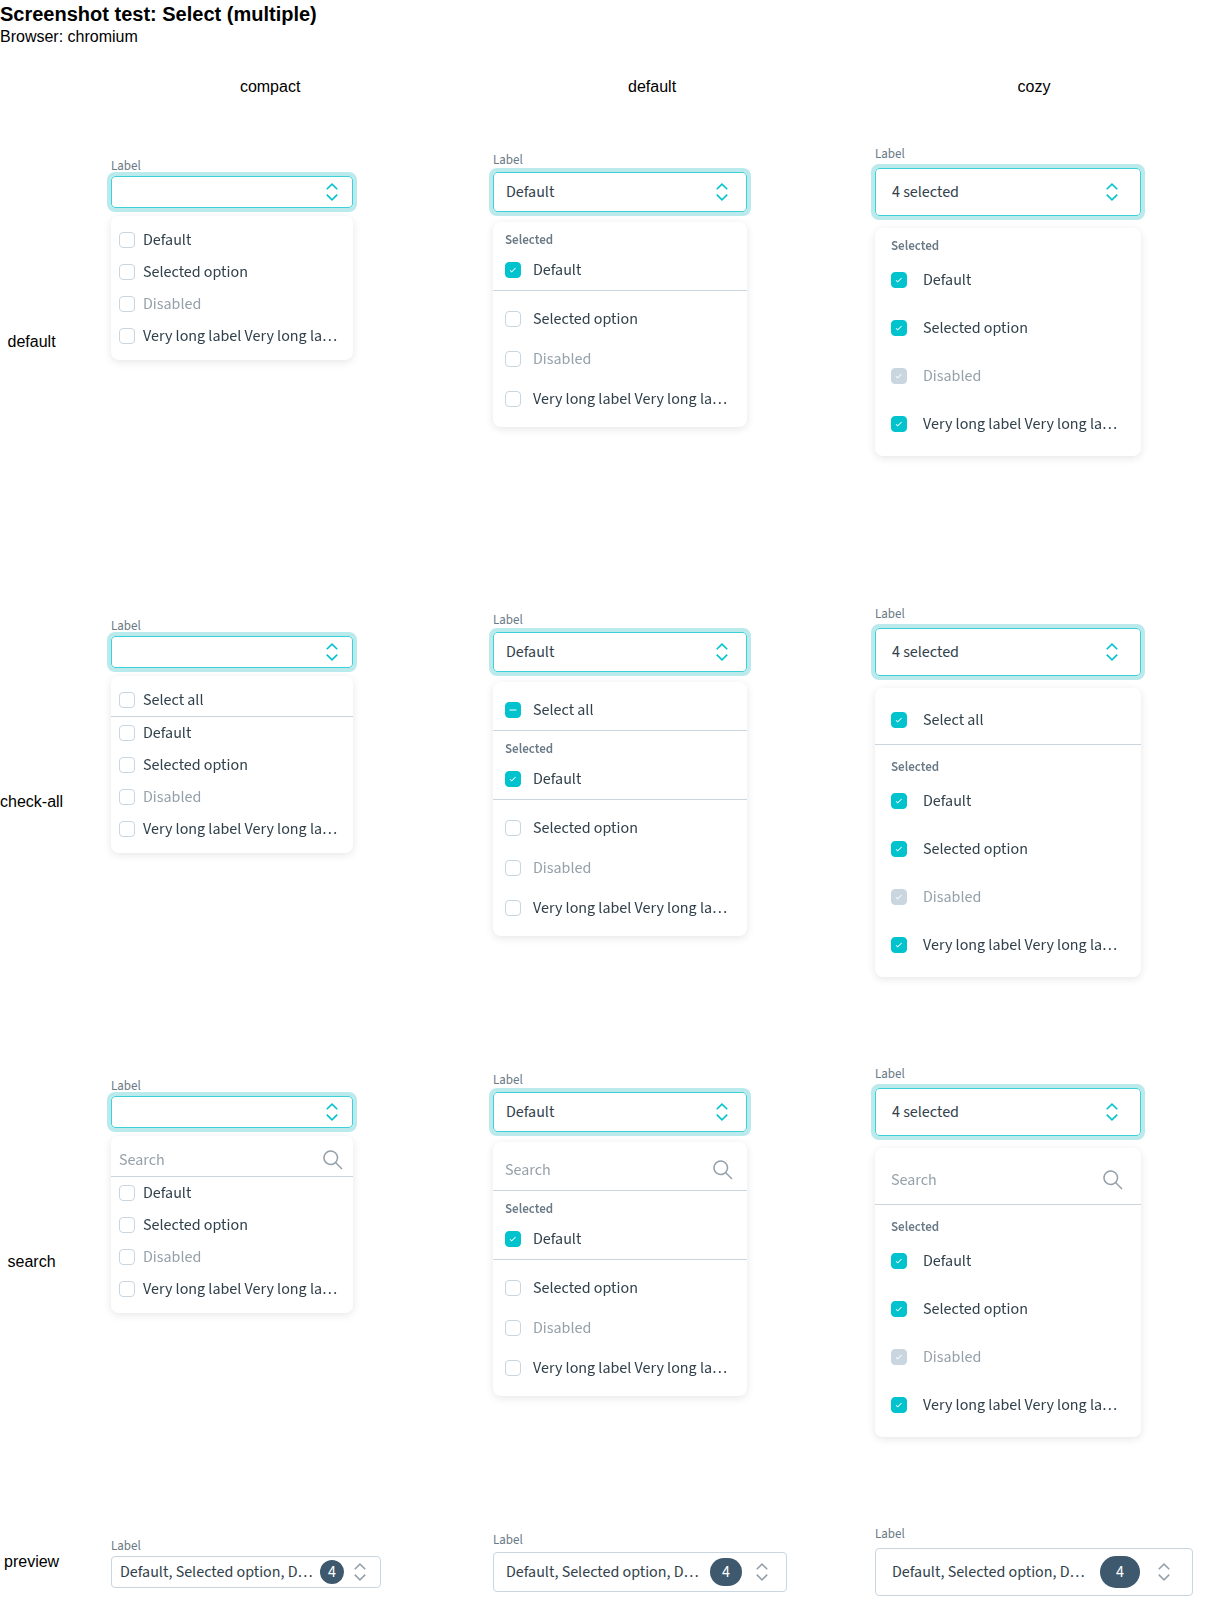 Screenshot test: Select (multiple)
Browser: chromium
compact
default
cozy
default
Label
Default
Selected option
Disabled
Very long label Very long la…
Label
Default
Selected
Default
Selected option
Disabled
Very long label Very long la…
Label
4 selected
Selected
Default
Selected option
Disabled
Very long label Very long la…
check-all
Label
Select all
Default
Selected option
Disabled
Very long label Very long la…
Label
Default
Select all
Selected
Default
Selected option
Disabled
Very long label Very long la…
Label
4 selected
Select all
Selected
Default
Selected option
Disabled
Very long label Very long la…
search
Label
Search
Default
Selected option
Disabled
Very long label Very long la…
Label
Default
Search
Selected
Default
Selected option
Disabled
Very long label Very long la…
Label
4 selected
Search
Selected
Default
Selected option
Disabled
Very long label Very long la…
preview
Label
Default, Selected option, D… 4
Label
Default, Selected option, D… 4
Label
Default, Selected option, D… 4